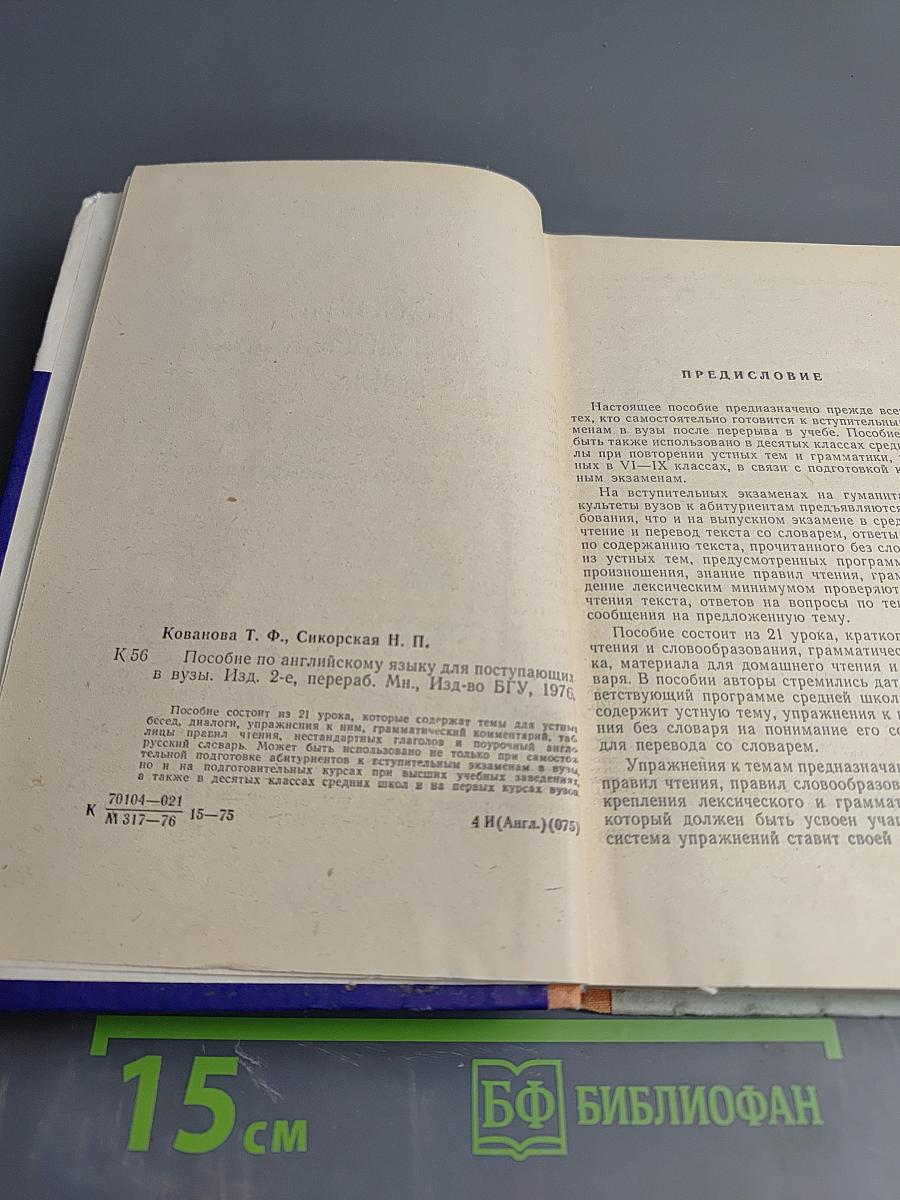 Кованова Т. Ф., Сикорская Н. П.
К 56 Пособие по английскому языку для поступающих
в вузы. Изд. 2-е, перераб. Мн., Изд-во БГУ, 1976.
Пособие состоит из 21 урока, которые содержат темы для устных
бесед, диалоги, упражнения к ним, грамматический комментарий, таб-
лицы правил чтения, нестандартных глаголов и поурочный англо-
русский словарь. Может быть использовано не только при самостоя-
тельной подготовке абитуриентов к вступительным экзаменам в вузы,
но и на подготовительных курсах при высших учебных заведениях,
а также в десятых классах средних школ и на первых курсах вузов.
К 70104—021
М 317—76 15—75
4 И(Англ.)(075)
ПРЕДИСЛОВИЕ
Настоящее пособие предназначено прежде все
тех, кто самостоятельно готовится к вступительны
менам в вузы после перерыва в учебе. Пособие
быть также использовано в десятых классах сред
лы при повторении устных тем и грамматики,
ных в VI—IX классах, в связи с подготовкой к
ным экзаменам.
На вступительных экзаменах на гуманита
культеты вузов к абитуриентам предъявляются
бования, что и на выпускном экзамене в сред
чтение и перевод текста со словарем, ответы
по содержанию текста, прочитанного без сло
из устных тем, предусмотренных програм
произношения, знание правил чтения, грам
дение лексическим минимумом проверяют
чтения текста, ответов на вопросы по те
сообщения на предложенную тему.
Пособие состоит из 21 урока, кратког
чтения и словообразования, грамматичес
ка, материала для домашнего чтения и
варя. В пособии авторы стремились дат
ветствующий программе средней школ
содержит устную тему, упражнения к
ния без словаря на понимание его со
для перевода со словарем.
Упражнения к темам предназнача
правил чтения, правил словообразов
крепления лексического и граммат
который должен быть усвоен уча
система упражнений ставит своей
15 см
БФ БИБЛИОФАН